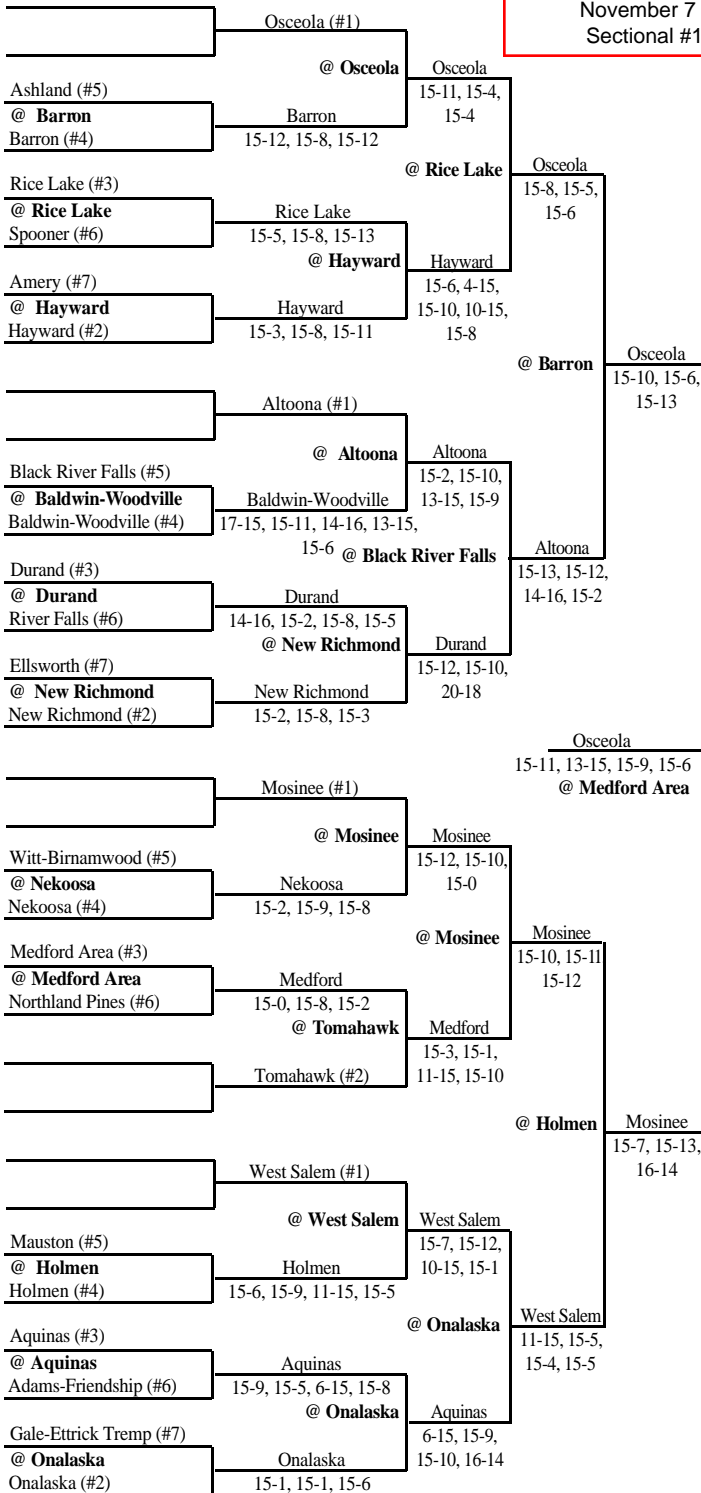 November 7
Sectional #1
Osceola (#1)
@ Osceola
Osceola
15-11, 15-4,
15-4
Ashland (#5)
@ Barron
Barron (#4)
Barron
15-12, 15-8, 15-12
@ Rice Lake
Osceola
15-8, 15-5,
15-6
Rice Lake (#3)
@ Rice Lake
Spooner (#6)
Rice Lake
15-5, 15-8, 15-13
@ Hayward
Hayward
15-6, 4-15,
15-10, 10-15,
15-8
Amery (#7)
@ Hayward
Hayward (#2)
Hayward
15-3, 15-8, 15-11
@ Barron
Osceola
15-10, 15-6,
15-13
Altoona (#1)
@ Altoona
Altoona
15-2, 15-10,
13-15, 15-9
Black River Falls (#5)
@ Baldwin-Woodville
Baldwin-Woodville (#4)
Baldwin-Woodville
17-15, 15-11, 14-16, 13-15,
15-6
@ Black River Falls
Altoona
15-13, 15-12,
14-16, 15-2
Durand (#3)
@ Durand
River Falls (#6)
Durand
14-16, 15-2, 15-8, 15-5
@ New Richmond
Durand
15-12, 15-10,
20-18
Ellsworth (#7)
@ New Richmond
New Richmond (#2)
New Richmond
15-2, 15-8, 15-3
Osceola
15-11, 13-15, 15-9, 15-6
@ Medford Area
Mosinee (#1)
@ Mosinee
Mosinee
15-12, 15-10,
15-0
Witt-Birnamwood (#5)
@ Nekoosa
Nekoosa (#4)
Nekoosa
15-2, 15-9, 15-8
@ Mosinee
Mosinee
15-10, 15-11
15-12
Medford Area (#3)
@ Medford Area
Northland Pines (#6)
Medford
15-0, 15-8, 15-2
@ Tomahawk
Medford
15-3, 15-1,
11-15, 15-10
Tomahawk (#2)
@ Holmen
Mosinee
15-7, 15-13,
16-14
West Salem (#1)
@ West Salem
West Salem
15-7, 15-12,
10-15, 15-1
Mauston (#5)
@ Holmen
Holmen (#4)
Holmen
15-6, 15-9, 11-15, 15-5
@ Onalaska
West Salem
11-15, 15-5,
15-4, 15-5
Aquinas (#3)
@ Aquinas
Adams-Friendship (#6)
Aquinas
15-9, 15-5, 6-15, 15-8
@ Onalaska
Aquinas
6-15, 15-9,
15-10, 16-14
Gale-Ettrick Tremp (#7)
@ Onalaska
Onalaska (#2)
Onalaska
15-1, 15-1, 15-6